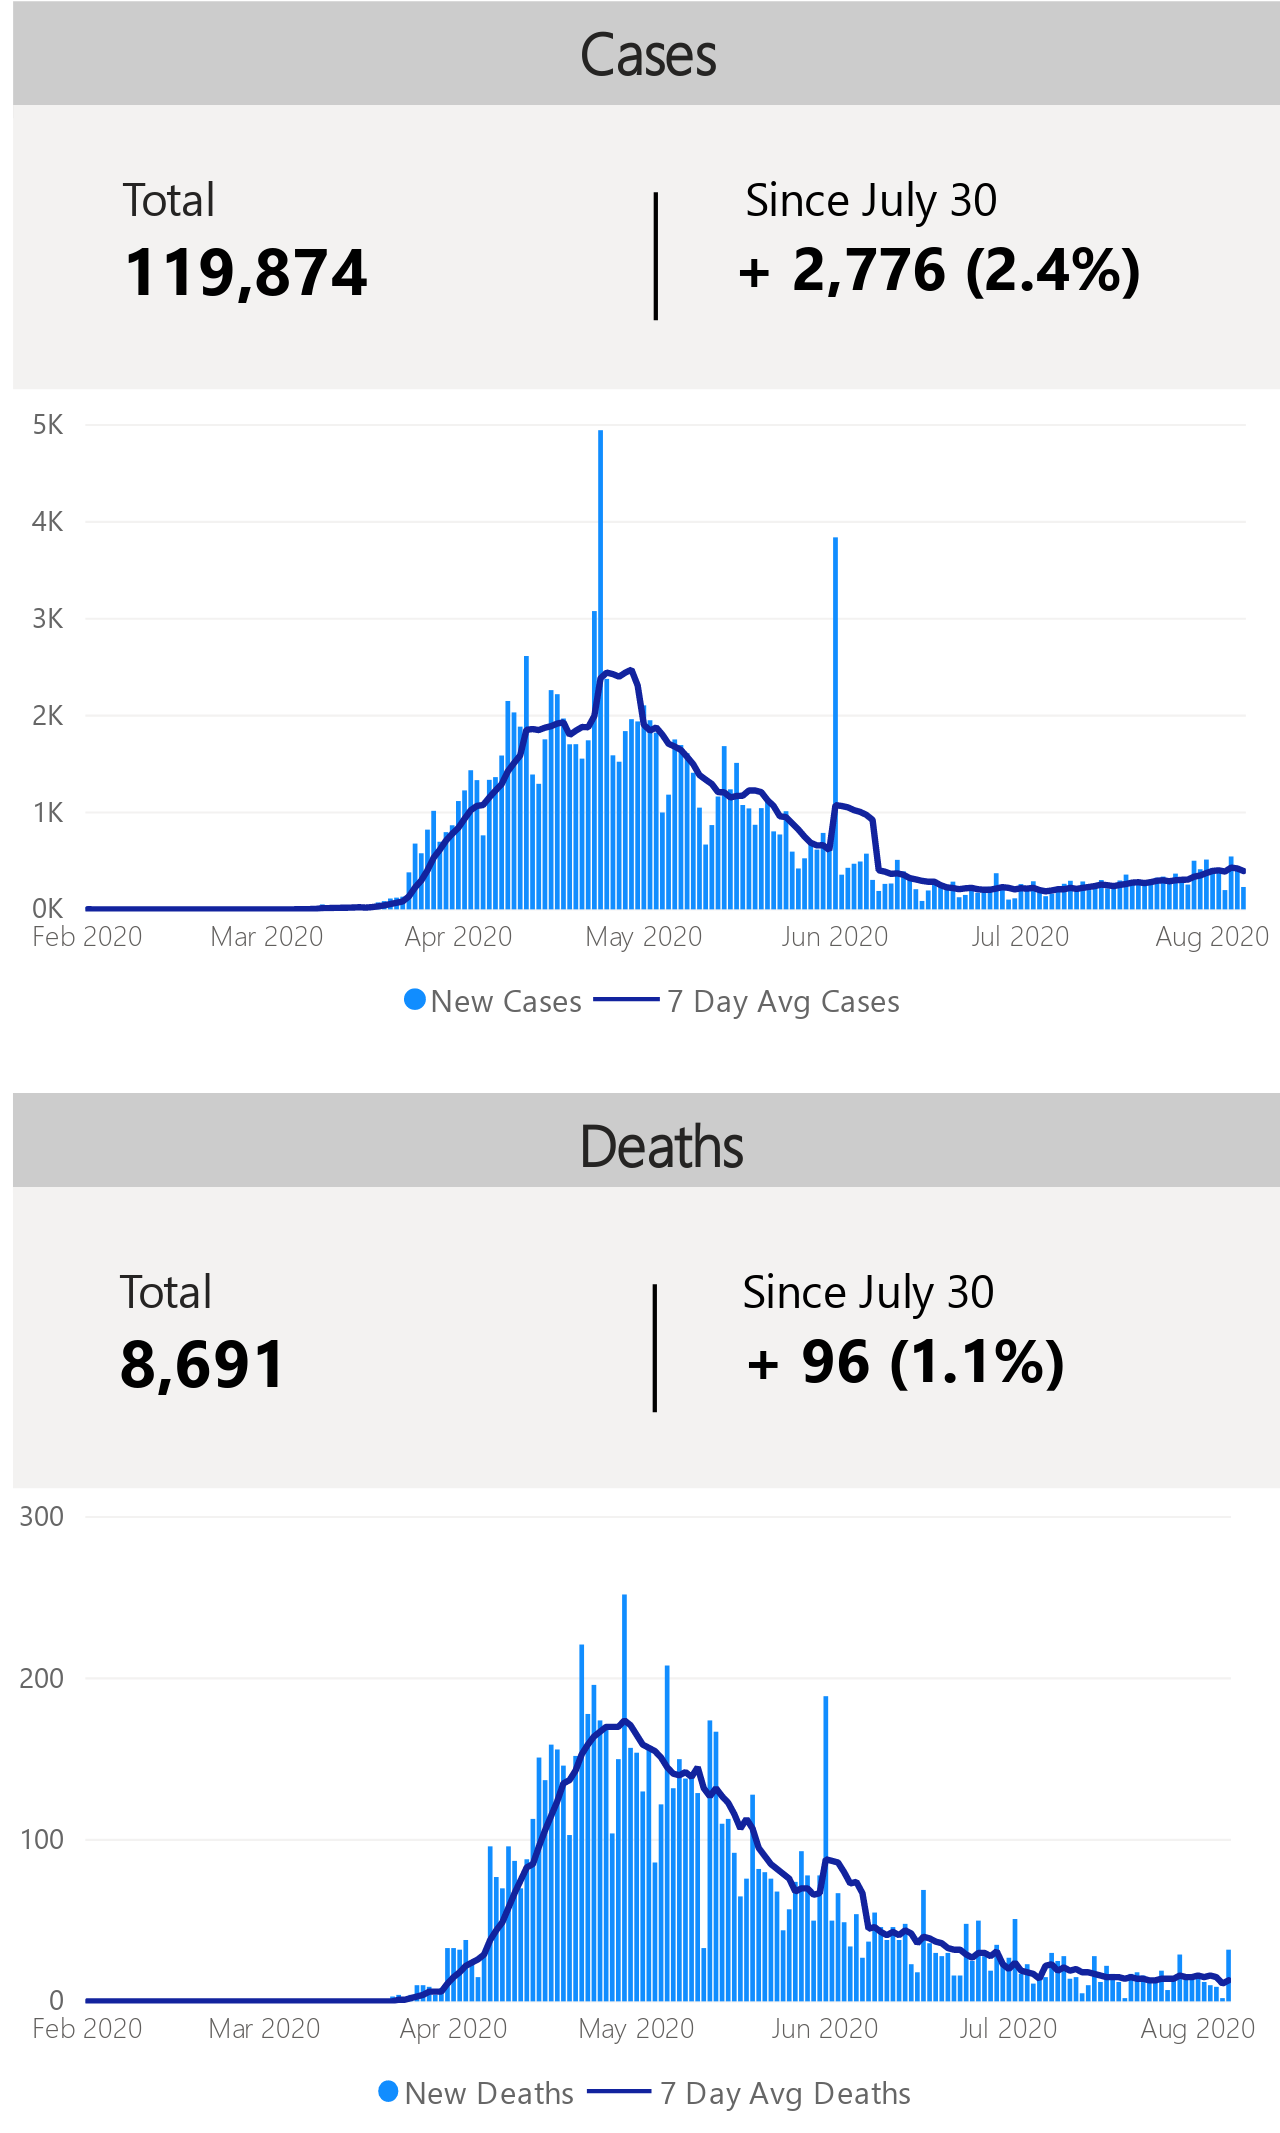 Cases
Total
Since July 30
119,874
+ 2,776 (2.4%)
5K
4K
3K
2K
1K
0K
Feb 2020 Mar 2020 Apr 2020 May 2020 Jun 2020 Jul 2020 Aug 2020
New Cases 7 Day Avg Cases
Deaths
Total
Since July 30
8,691
+ 96 (1.1%)
300
200
100
0
Feb 2020 Mar 2020 Apr 2020 May 2020 Jun 2020 Jul 2020 Aug 2020
New Deaths 7 Day Avg Deaths